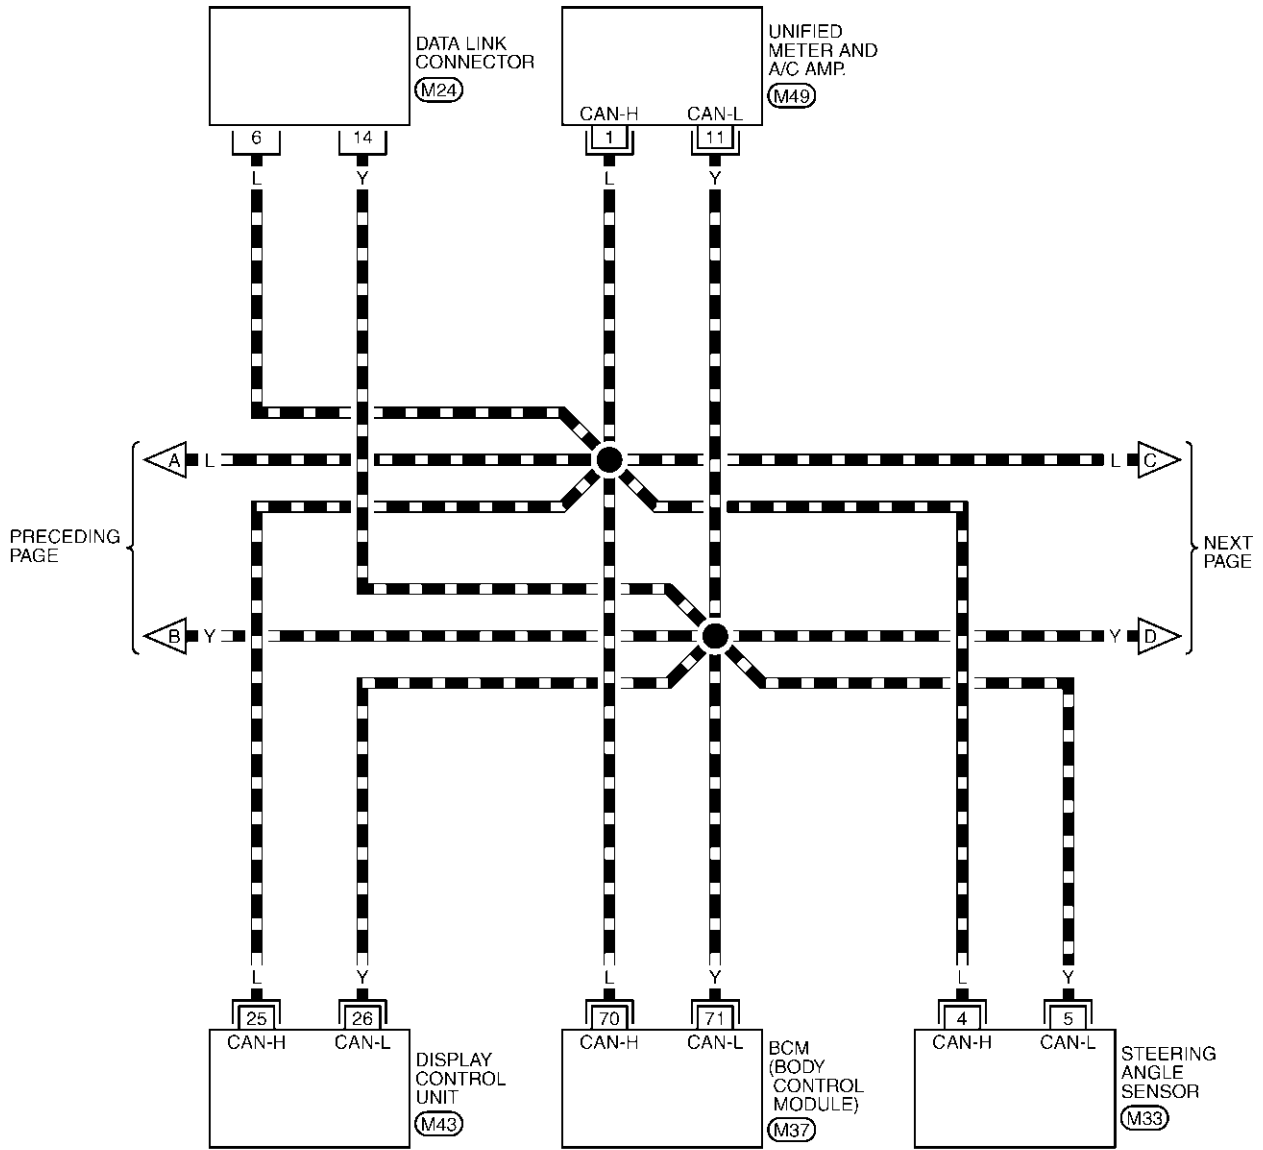 DATA LINK
CONNECTOR
M24
UNIFIED
METER AND
A/C AMP.
M49
CAN-H
CAN-L
6
14
1
11
L
Y
L
Y
A
L
L
C
PRECEDING
PAGE
NEXT
PAGE
B
Y
Y
D
L
Y
L
Y
L
Y
25
26
70
71
4
5
CAN-H
CAN-L
DISPLAY
CONTROL
UNIT
M43
CAN-H
CAN-L
BCM
(BODY
CONTROL
MODULE)
M37
CAN-H
CAN-L
STEERING
ANGLE
SENSOR
M33